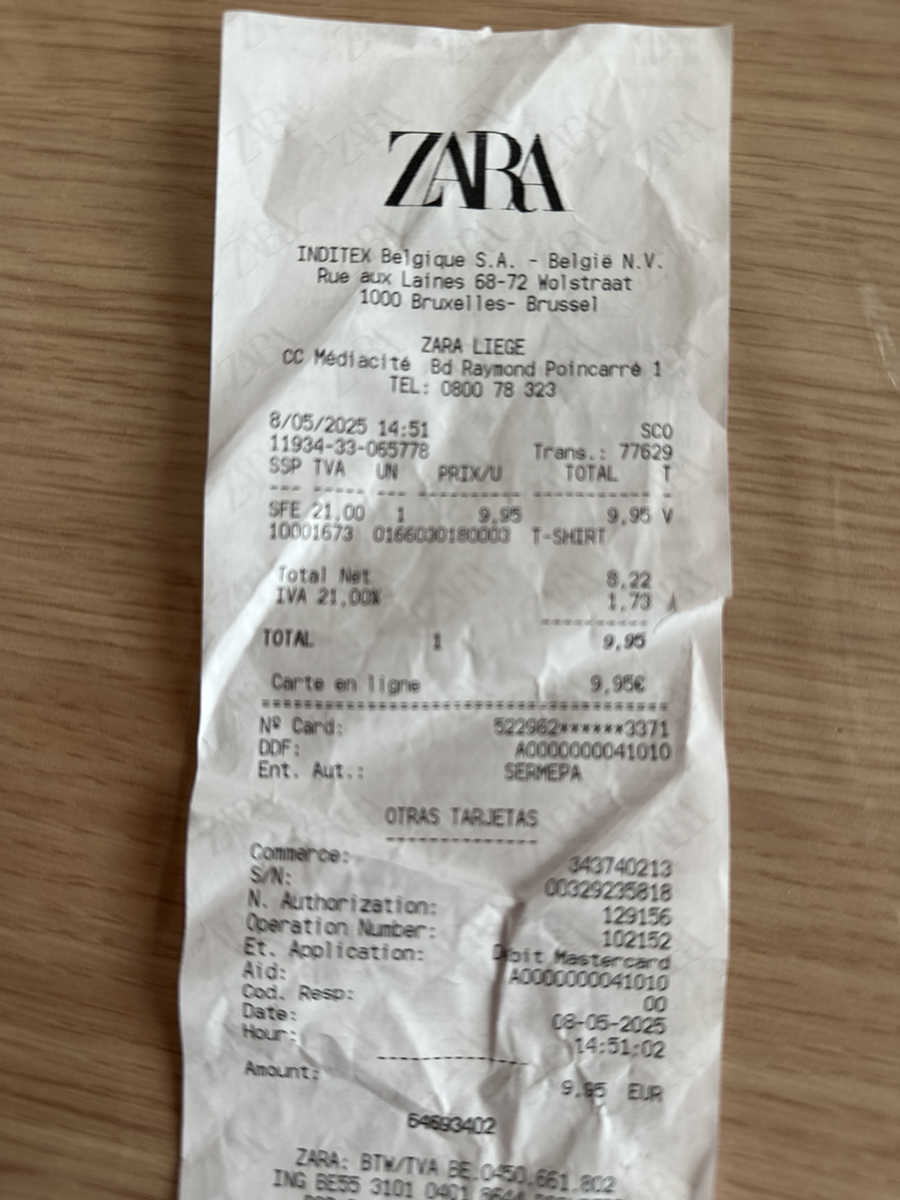 ZARA
INDITEX Belgique S.A. - België N.V.
Rue aux Laines 68-72 Wolstraat
1000 Bruxelles- Brussel
ZARA LIEGE
CC Médiacité Bd Raymond Poincarré 1
TEL: 0800 78 323
8/05/2025 14:51 SCO
11934-33-065778 Trans.: 77629
SSP TVA UN PRIX/U TOTAL T
--- ----- --- --------- ------------ -
SFE 21,00 1 9,95 9,95 V
10001673 0166030180003 T-SHIRT
Total Net 8,22
IVA 21,00% 1,73
----------
TOTAL 1 9,95
Carte en ligne 9,95€
========================================
Nº Card: 522962******3371
DDF: A0000000041010
Ent. Aut.: SERMEPA
OTRAS TARJETAS
--------------
Commerce: 343740213
S/N: 00329235818
N. Authorization: 129156
Operation Number: 102152
Et. Application: Debit Mastercard
Aid: A0000000041010
Cod. Resp: 00
Date: 08-05-2025
Hour: 14:51:02
--------------
Amount: 9,95 EUR
64693402
ZARA: BTW/TVA BE.0450.661.802
ING BE55 3101 0401